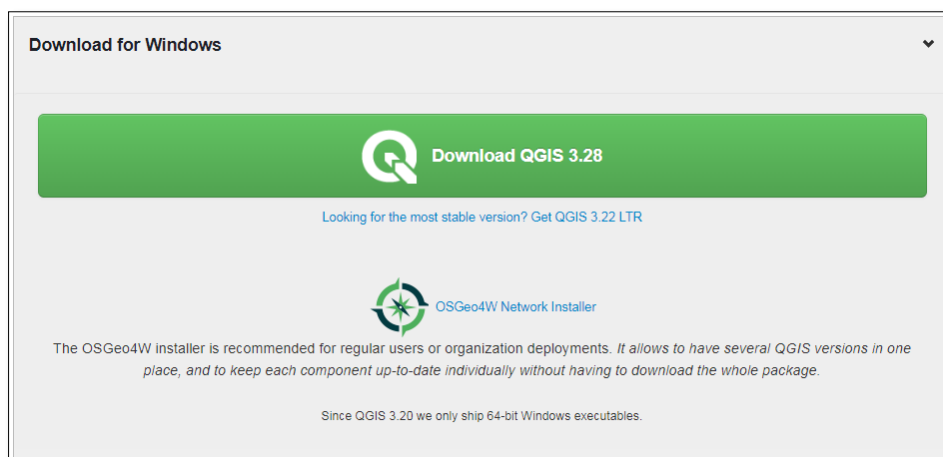 Download for Windows
Download QGIS 3.28
Looking for the most stable version? Get QGIS 3.22 LTR
OSGeo4W Network Installer
The OSGeo4W installer is recommended for regular users or organization deployments. It allows to have several QGIS versions in one
place, and to keep each component up-to-date individually without having to download the whole package.
Since QGIS 3.20 we only ship 64-bit Windows executables.